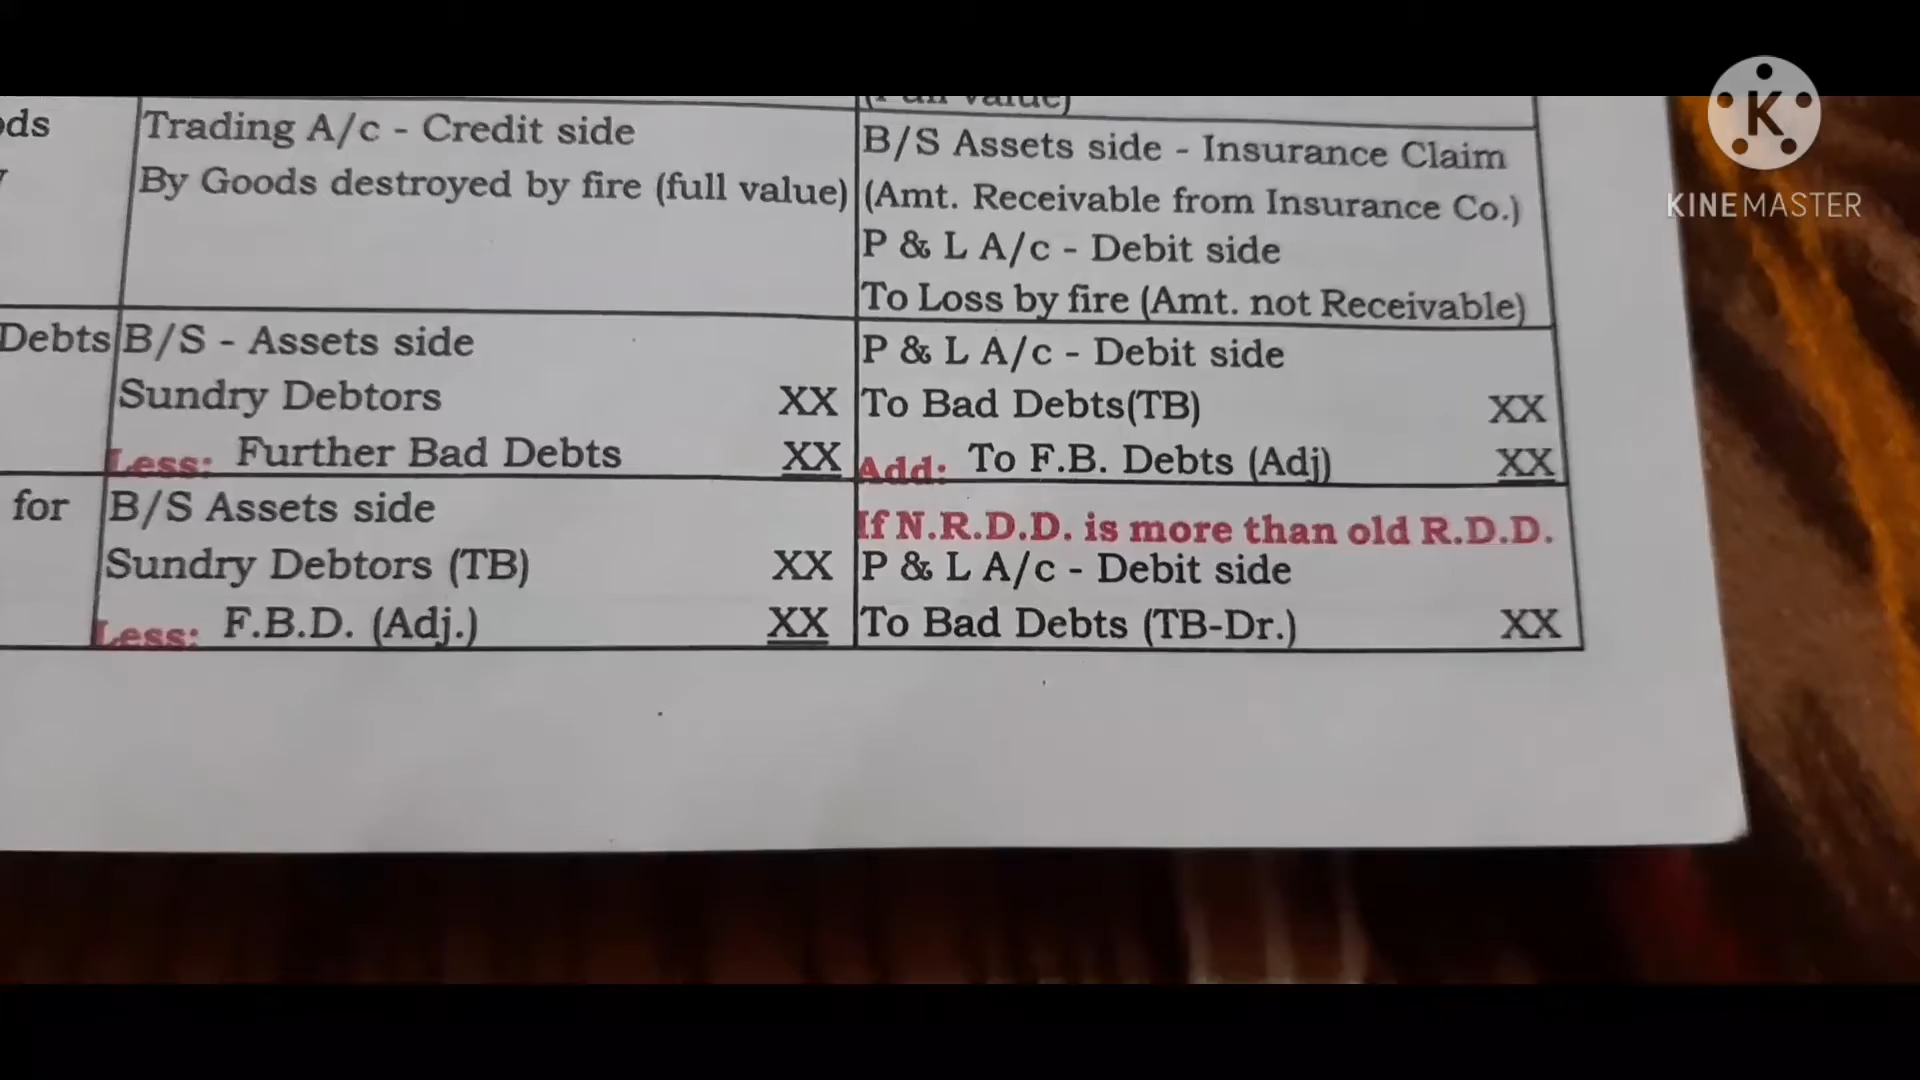 KINEMASTER
Trading A/c - Credit side
By Goods destroyed by fire (full value)
B/S Assets side - Insurance Claim
(Amt. Receivable from Insurance Co.)
P & L A/c - Debit side
To Loss by fire (Amt. not Receivable)
Debts
B/S - Assets side
Sundry Debtors XX
Less: Further Bad Debts XX
P & L A/c - Debit side
To Bad Debts(TB) XX
Add: To F.B. Debts (Adj) XX
for
B/S Assets side
Sundry Debtors (TB) XX
Less: F.B.D. (Adj.) XX
If N.R.D.D. is more than old R.D.D.
P & L A/c - Debit side
To Bad Debts (TB-Dr.) XX